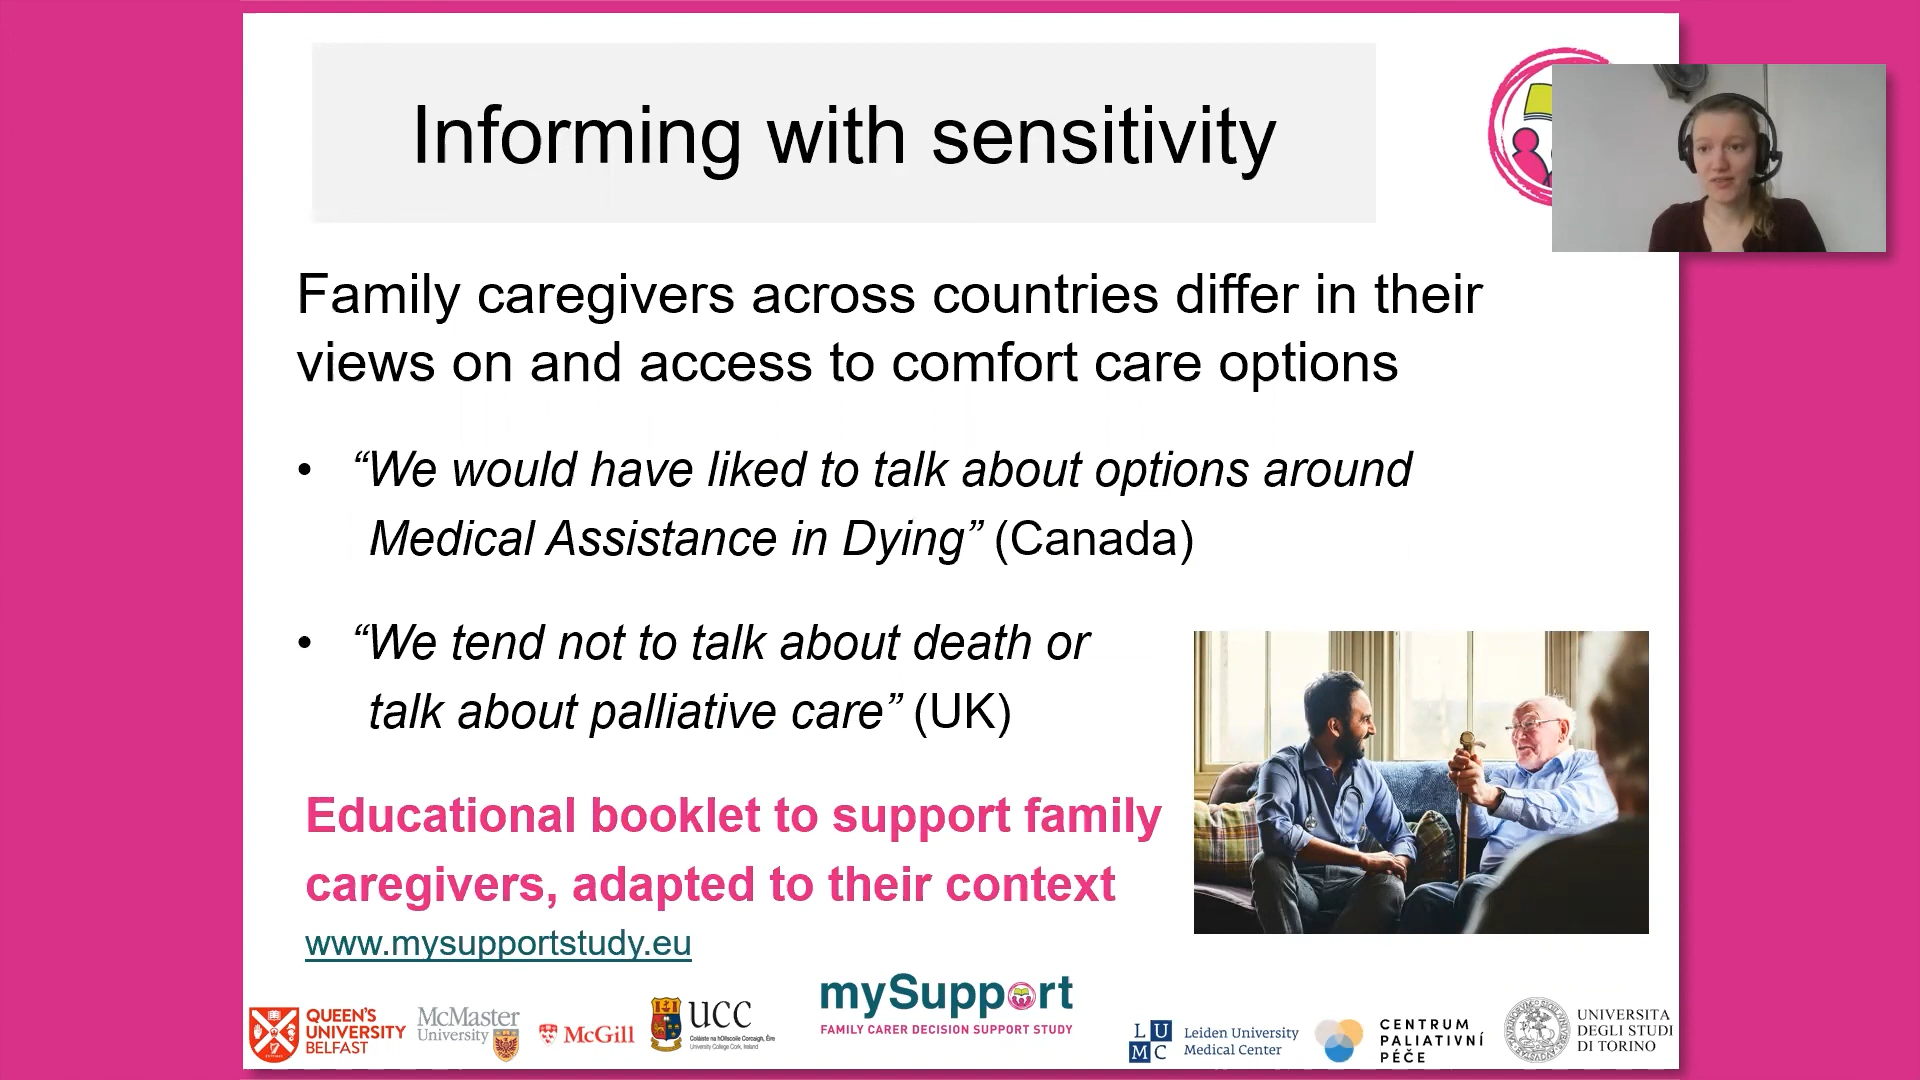 Informing with sensitivity
Family caregivers across countries differ in their
views on and access to comfort care options
• “We would have liked to talk about options around
Medical Assistance in Dying” (Canada)
• “We tend not to talk about death or
talk about palliative care” (UK)
Educational booklet to support family
caregivers, adapted to their context
www.mysupportstudy.eu
QUEEN'S
UNIVERSITY
BELFAST
McMaster
University
McGill
UCC
Coláiste na hOllscoile Corcaigh, Éire
University College Cork, Ireland
mySupport
FAMILY CARER DECISION SUPPORT STUDY
LU
MC
Leiden University
Medical Center
CENTRUM
PALIATIVNÍ
PÉČE
UNIVERSITA
DEGLI STUDI
DI TORINO